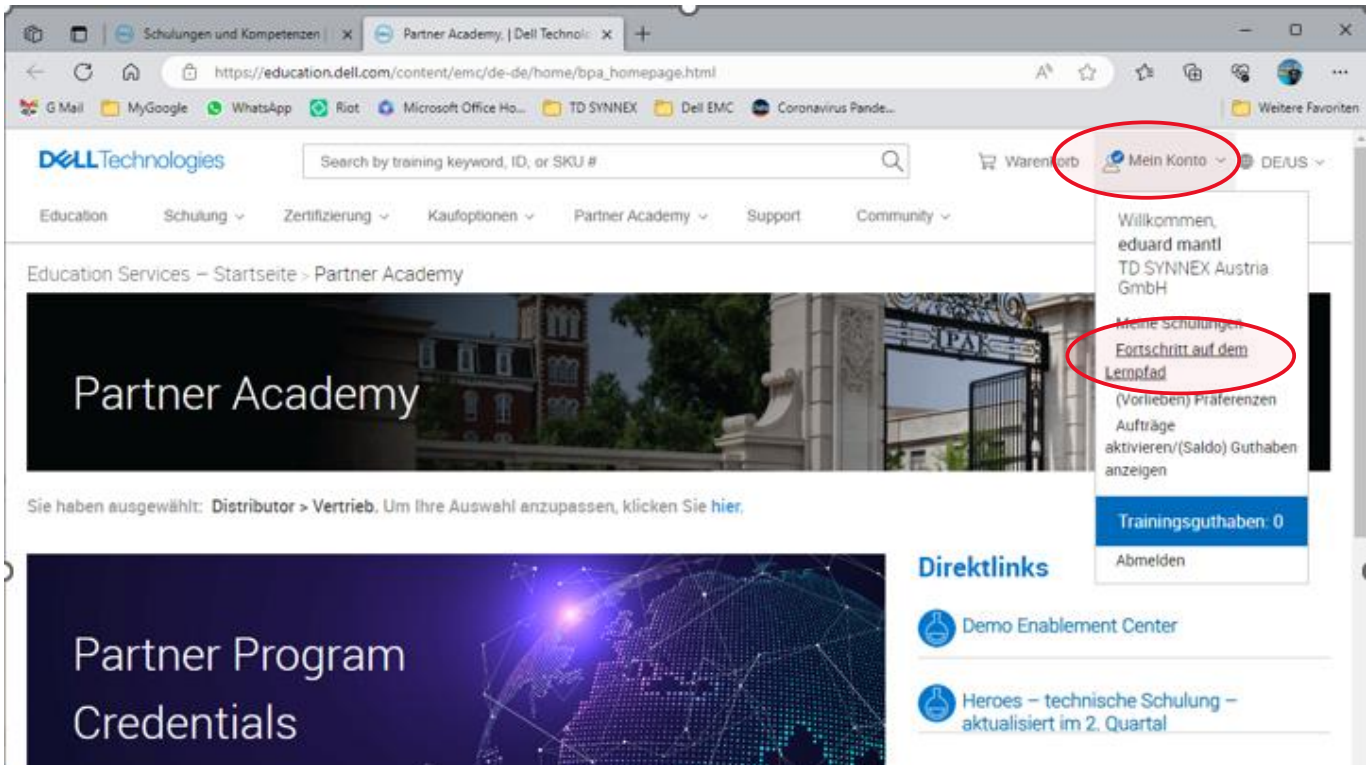 Schulungen und Kompetenzen |
Partner Academy, | Dell Technolo
https://education.dell.com/content/emc/de-de/home/bpa_homepage.html
G Mail MyGoogle WhatsApp Riot Microsoft Office Ho... TD SYNNEX Dell EMC Coronavirus Pande... Weitere Favoriten
DELLTechnologies Search by training keyword, ID, or SKU # Warenkorb Mein Konto DE/US
Education Schulung Zertifizierung Kaufoptionen Partner Academy Support Community
Willkommen,
eduard mantl
TD SYNNEX Austria
GmbH
Meine Schulungen
Fortschritt auf dem
Lernpfad
(Vorlieben) Präferenzen
Aufträge
aktivieren/(Saldo) Guthaben
anzeigen
Trainingsguthaben: 0
Abmelden
Education Services – Startseite > Partner Academy
Partner Academy
PA
Sie haben ausgewählt: Distributor > Vertrieb. Um Ihre Auswahl anzupassen, klicken Sie hier.
Partner Program
Credentials
Direktlinks
Demo Enablement Center
Heroes – technische Schulung –
aktualisiert im 2. Quartal